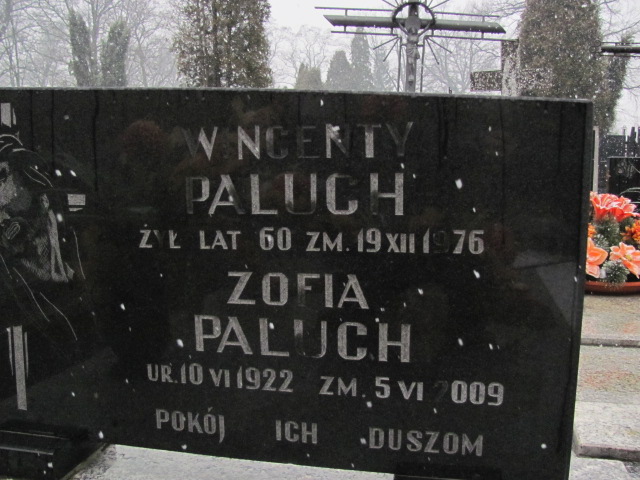 WINCENTY
PALUCH
ŻYŁ LAT 60 ZM. 19 XII 1976
ZOFIA
PALUCH
UR. 10 VI 1922 ZM. 5 VI 2009
POKÓJ ICH DUSZOM